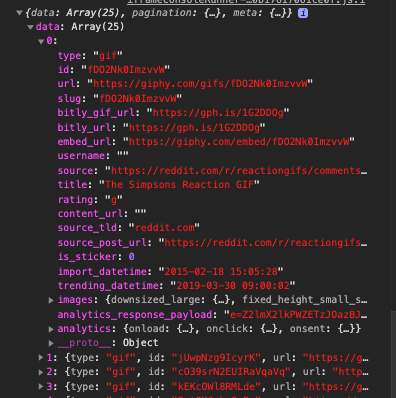 {data: Array(25), pagination: {…}, meta: {…}} i
data: Array(25)
0:
type: "gif"
id: "fDO2Nk0ImzvvW"
url: "https://giphy.com/gifs/fDO2Nk0ImzvvW"
slug: "fDO2Nk0ImzvvW"
bitly_gif_url: "https://gph.is/1G2DDOg"
bitly_url: "https://gph.is/1G2DDOg"
embed_url: "https://giphy.com/embed/fDO2Nk0ImzvvW"
username: ""
source: "https://reddit.com/r/reactiongifs/comments…
title: "The Simpsons Reaction GIF"
rating: "g"
content_url: ""
source_tld: "reddit.com"
source_post_url: "https://reddit.com/r/reactiongifs…
is_sticker: 0
import_datetime: "2015-02-18 15:05:28"
trending_datetime: "2019-03-30 09:00:02"
images: {downsized_large: {…}, fixed_height_small_s…
analytics_response_payload: "e=Z2lmX2lkPWZETzJOazBJ…
analytics: {onload: {…}, onclick: {…}, onsent: {…}}
__proto__: Object
1: {type: "gif", id: "jUwpNzg9IcyrK", url: "https://g…
2: {type: "gif", id: "cO39srN2EUIRaVqaVq", url: "http…
3: {type: "gif", id: "kEKcOWl8RMLde", url: "https://g…